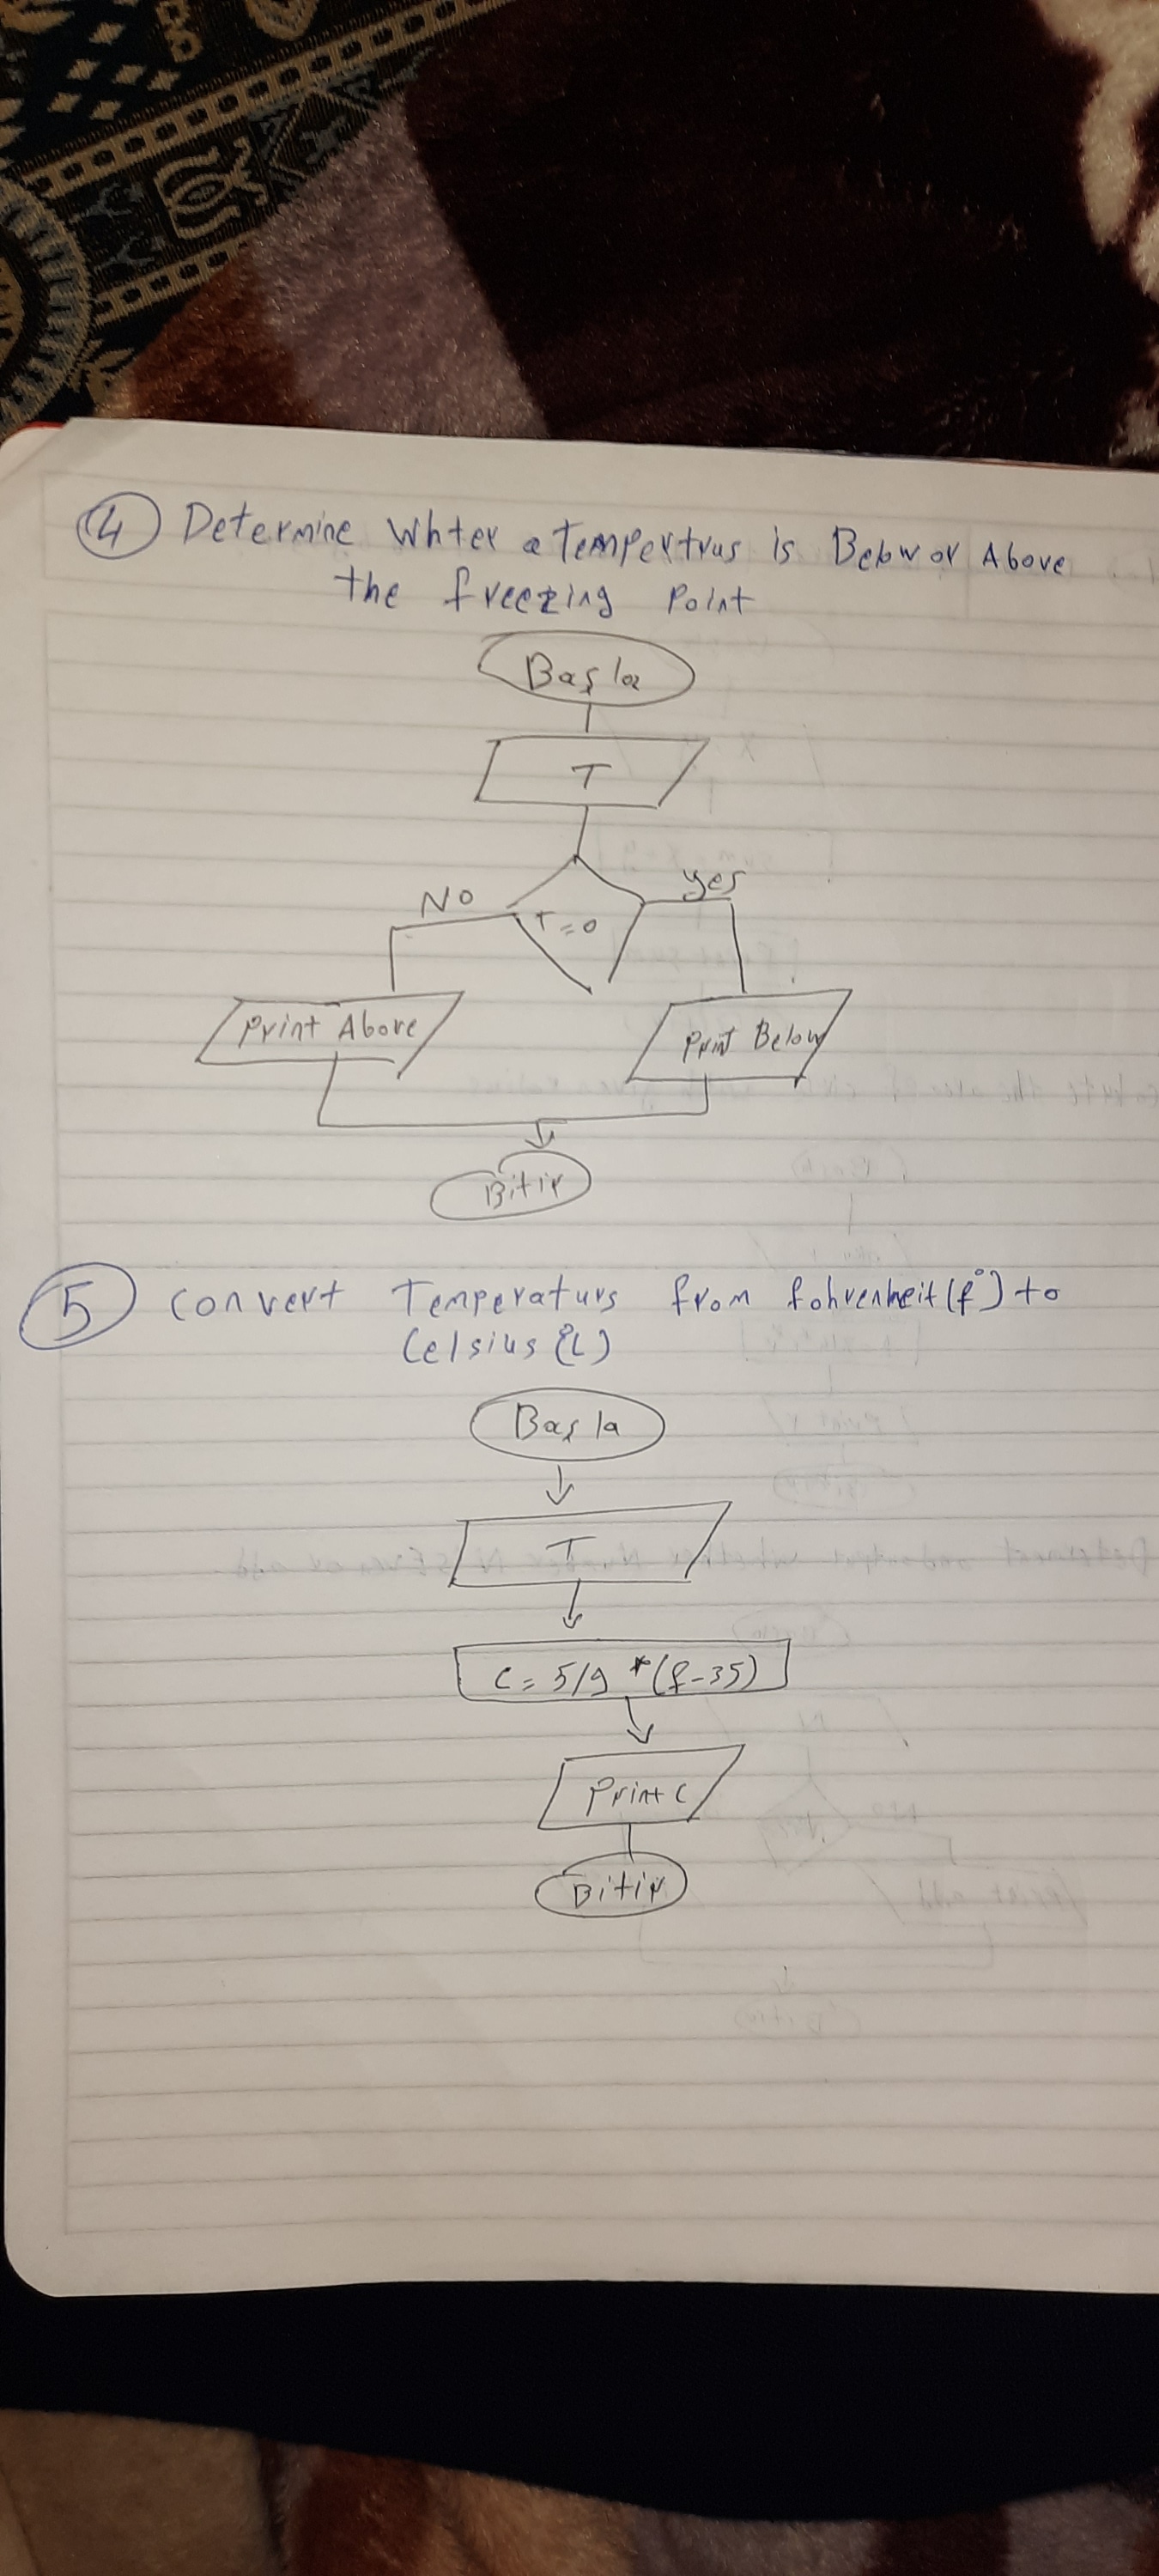 4 Determine Whter a Tempertrus is Below or Above
the freezing Point
Başla
T
No
yes
T=0
Print Above
Print Below
Bitir
5 Convert Temperaturs from fohrenheit (f°) to
Celsius (°C)
Başla
T
C = 5/9 * (f-35)
Print C
Bitir